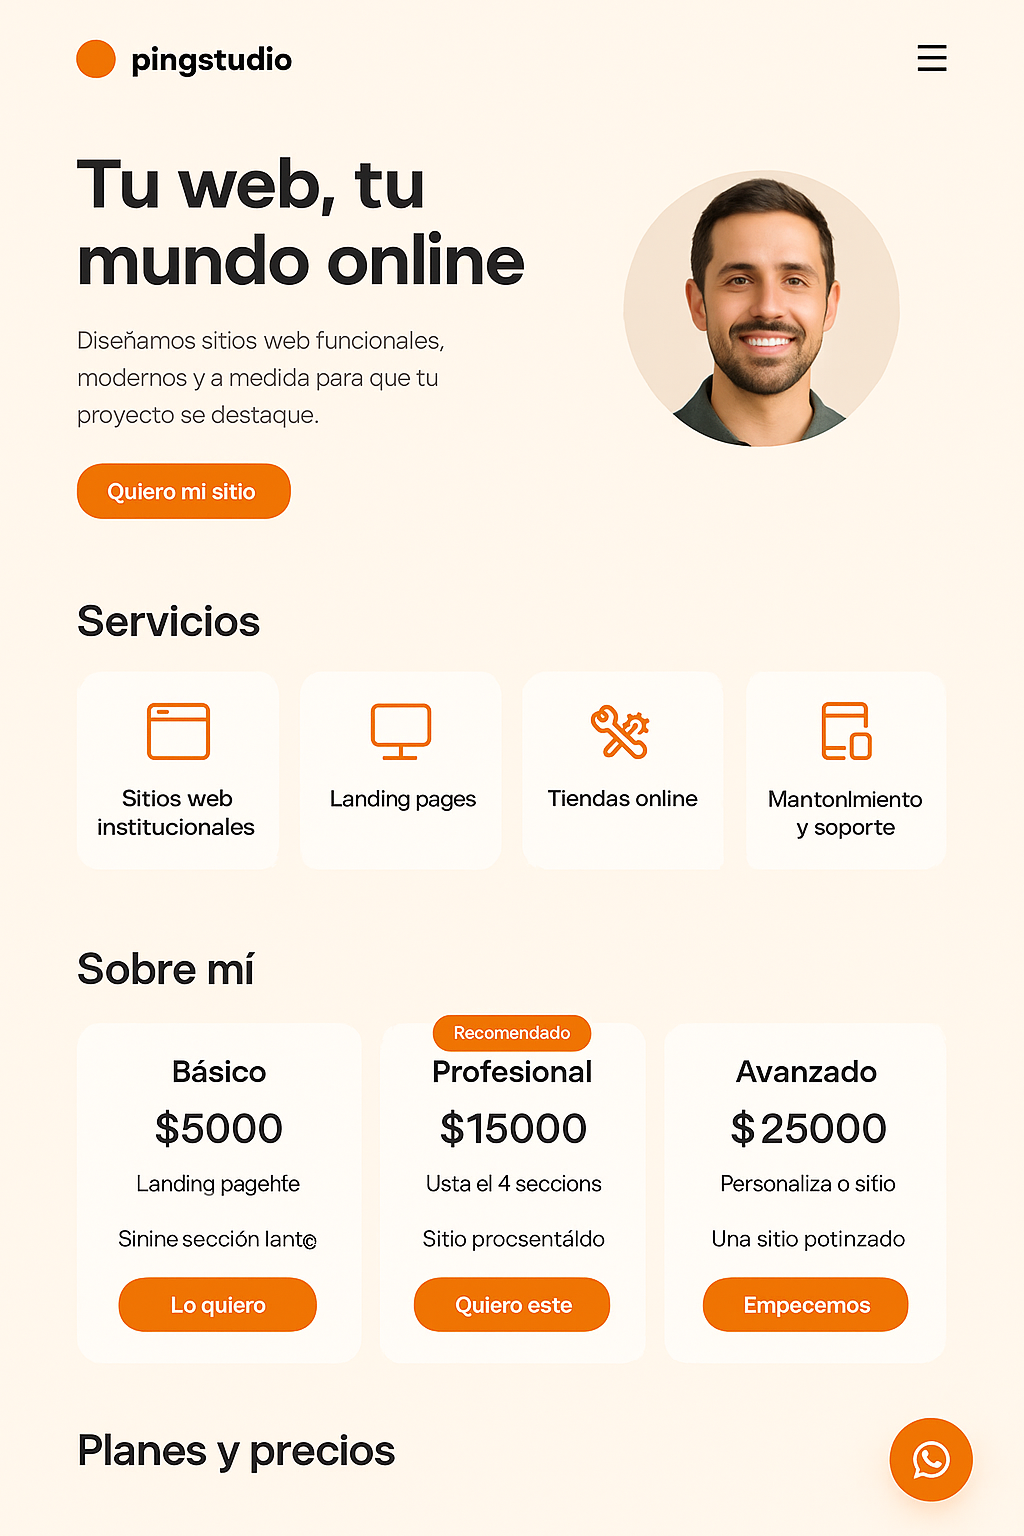 pingstudio
Tu web, tu
mundo online
Diseñamos sitios web funcionales,
modernos y a medida para que tu
proyecto se destaque.
Quiero mi sitio
Servicios
Sitios web
institucionales
Landing pages
Tiendas online
Mantonlmiento
y soporte
Sobre mí
Básico
$5000
Landing pagehfe
Sinine sección lant©
Lo quiero
Recomendado
Profesional
$15000
Usta el 4 seccions
Sitio procsentáldo
Quiero este
Avanzado
$25000
Personaliza o sitio
Una sitio potinzado
Empecemos
Planes y precios